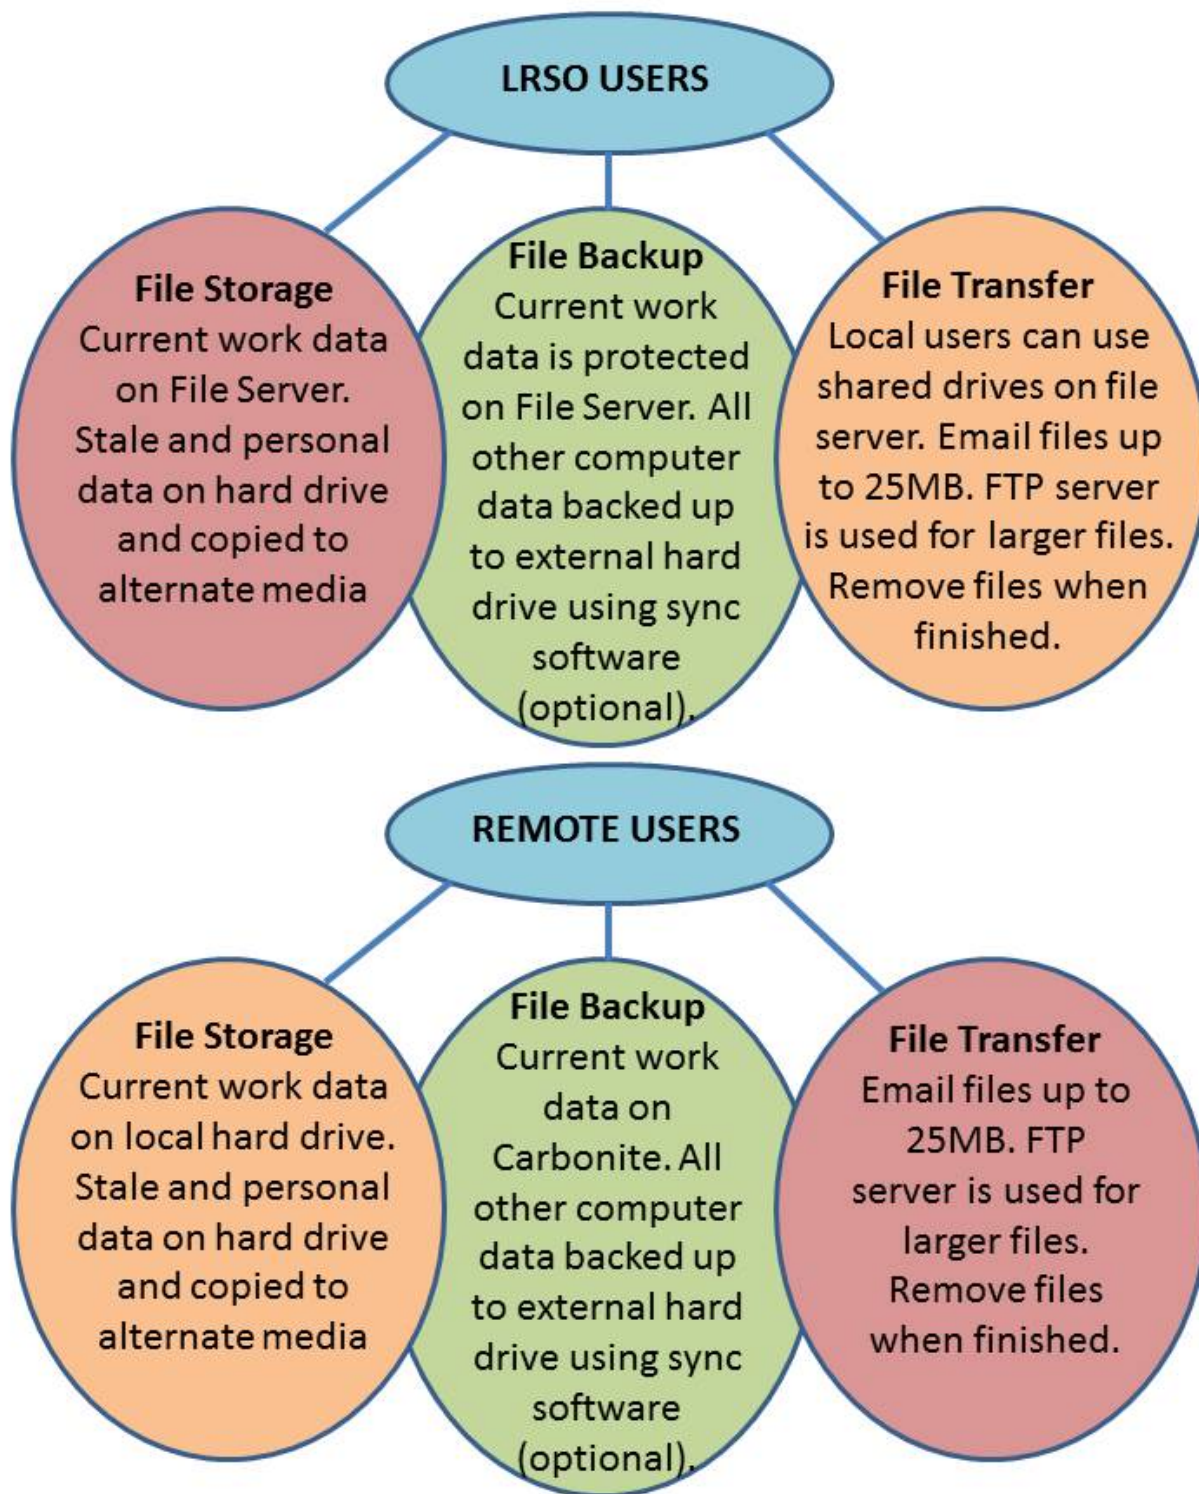 LRSO USERS
File Storage
Current work data
on File Server.
Stale and personal
data on hard drive
and copied to
alternate media
File Backup
Current work
data is protected
on File Server. All
other computer
data backed up
to external hard
drive using sync
software
(optional).
File Transfer
Local users can use
shared drives on file
server. Email files up
to 25MB. FTP server
is used for larger files.
Remove files when
finished.
REMOTE USERS
File Storage
Current work data
on local hard drive.
Stale and personal
data on hard drive
and copied to
alternate media
File Backup
Current work
data on
Carbonite. All
other computer
data backed up
to external hard
drive using sync
software
(optional).
File Transfer
Email files up to
25MB. FTP
server is used for
larger files.
Remove files
when finished.